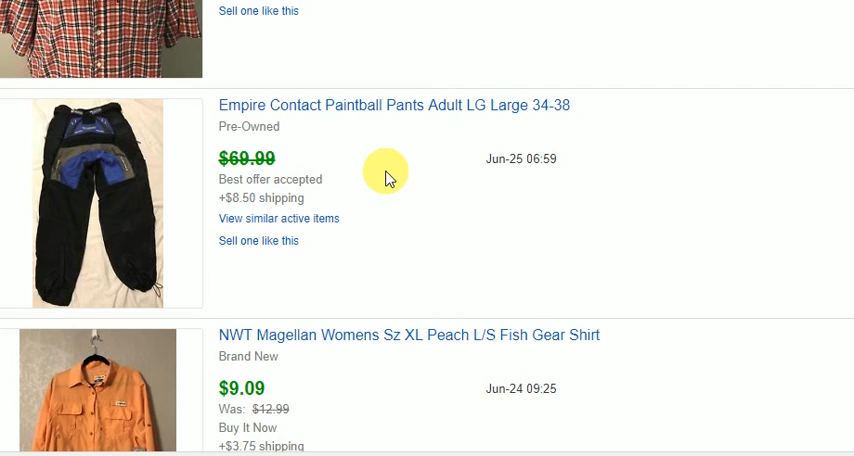 Sell one like this
Empire Contact Paintball Pants Adult LG Large 34-38
Pre-Owned
$69.99
Jun-25 06:59
Best offer accepted
+$8.50 shipping
View similar active items
Sell one like this
NWT Magellan Womens Sz XL Peach L/S Fish Gear Shirt
Brand New
$9.09
Jun-24 09:25
Was: $12.99
Buy It Now
+$3.75 shipping